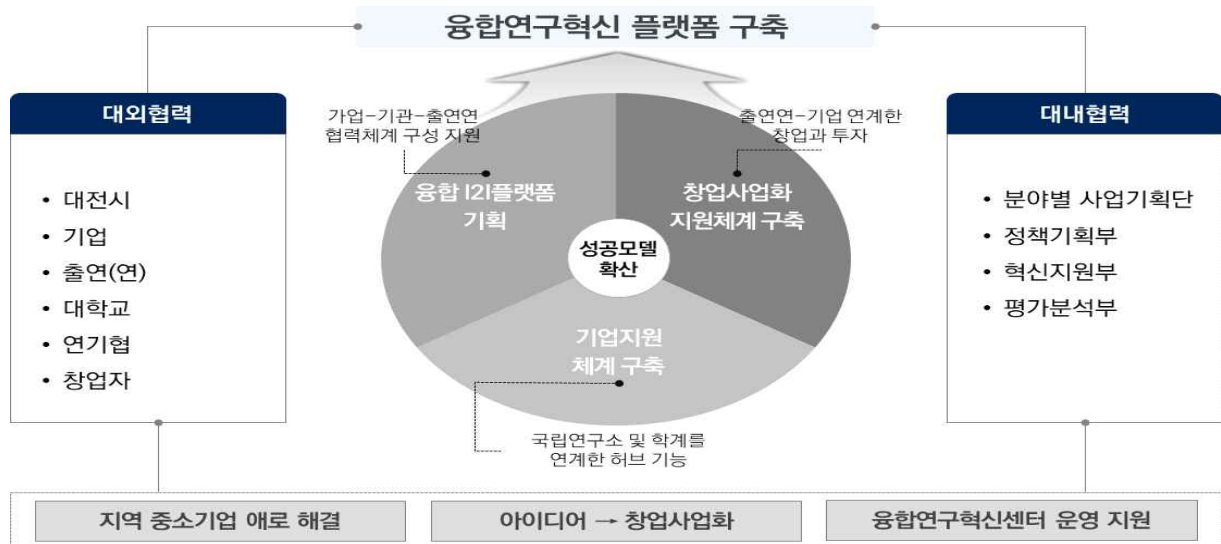 융합연구혁신 플랫폼 구축
대외협력
• 대전시
• 기업
• 출연(연)
• 대학교
• 연기협
• 창업자
가업-기관-출연연
협력체계 구성 지원
융합 I2I플랫폼
기획
출연연-기업 연계한
창업과 투자
창업사업화
지원체계 구축
성공모델
확산
기업지원
체계 구축
국립연구소 및 학계를
연계한 허브 기능
대내협력
• 분야별 사업기획단
• 정책기획부
• 혁신지원부
• 평가분석부
지역 중소기업 애로 해결
아이디어 → 창업사업화
융합연구혁신센터 운영 지원